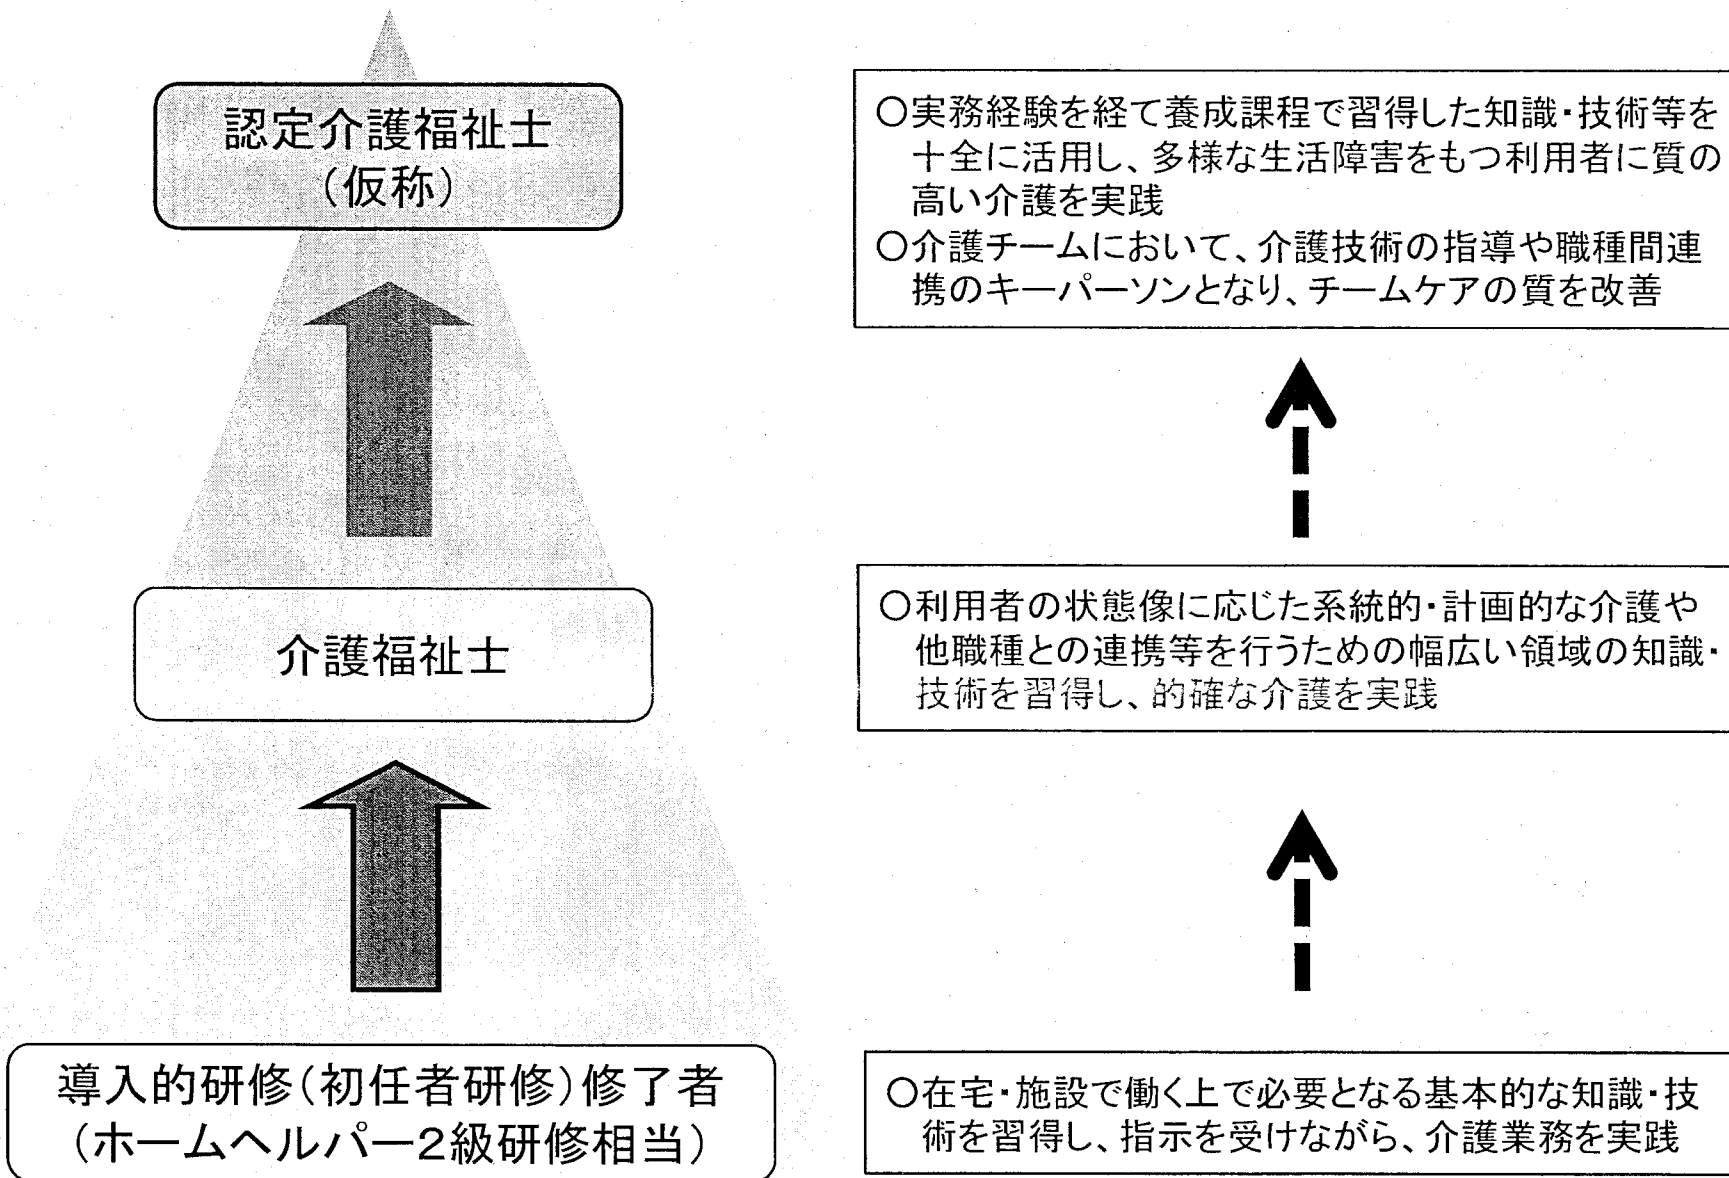 認定介護福祉士
(仮称)
○実務経験を経て養成課程で習得した知識・技術等を
十全に活用し、多様な生活障害をもつ利用者に質の
高い介護を実践
○介護チームにおいて、介護技術の指導や職種間連
携のキーパーソンとなり、チームケアの質を改善
介護福祉士
○利用者の状態像に応じた系統的・計画的な介護や
他職種との連携等を行うための幅広い領域の知識・
技術を習得し、的確な介護を実践
導入的研修(初任者研修)修了者
(ホームヘルパー2級研修相当)
○在宅・施設で働く上で必要となる基本的な知識・技
術を習得し、指示を受けながら、介護業務を実践